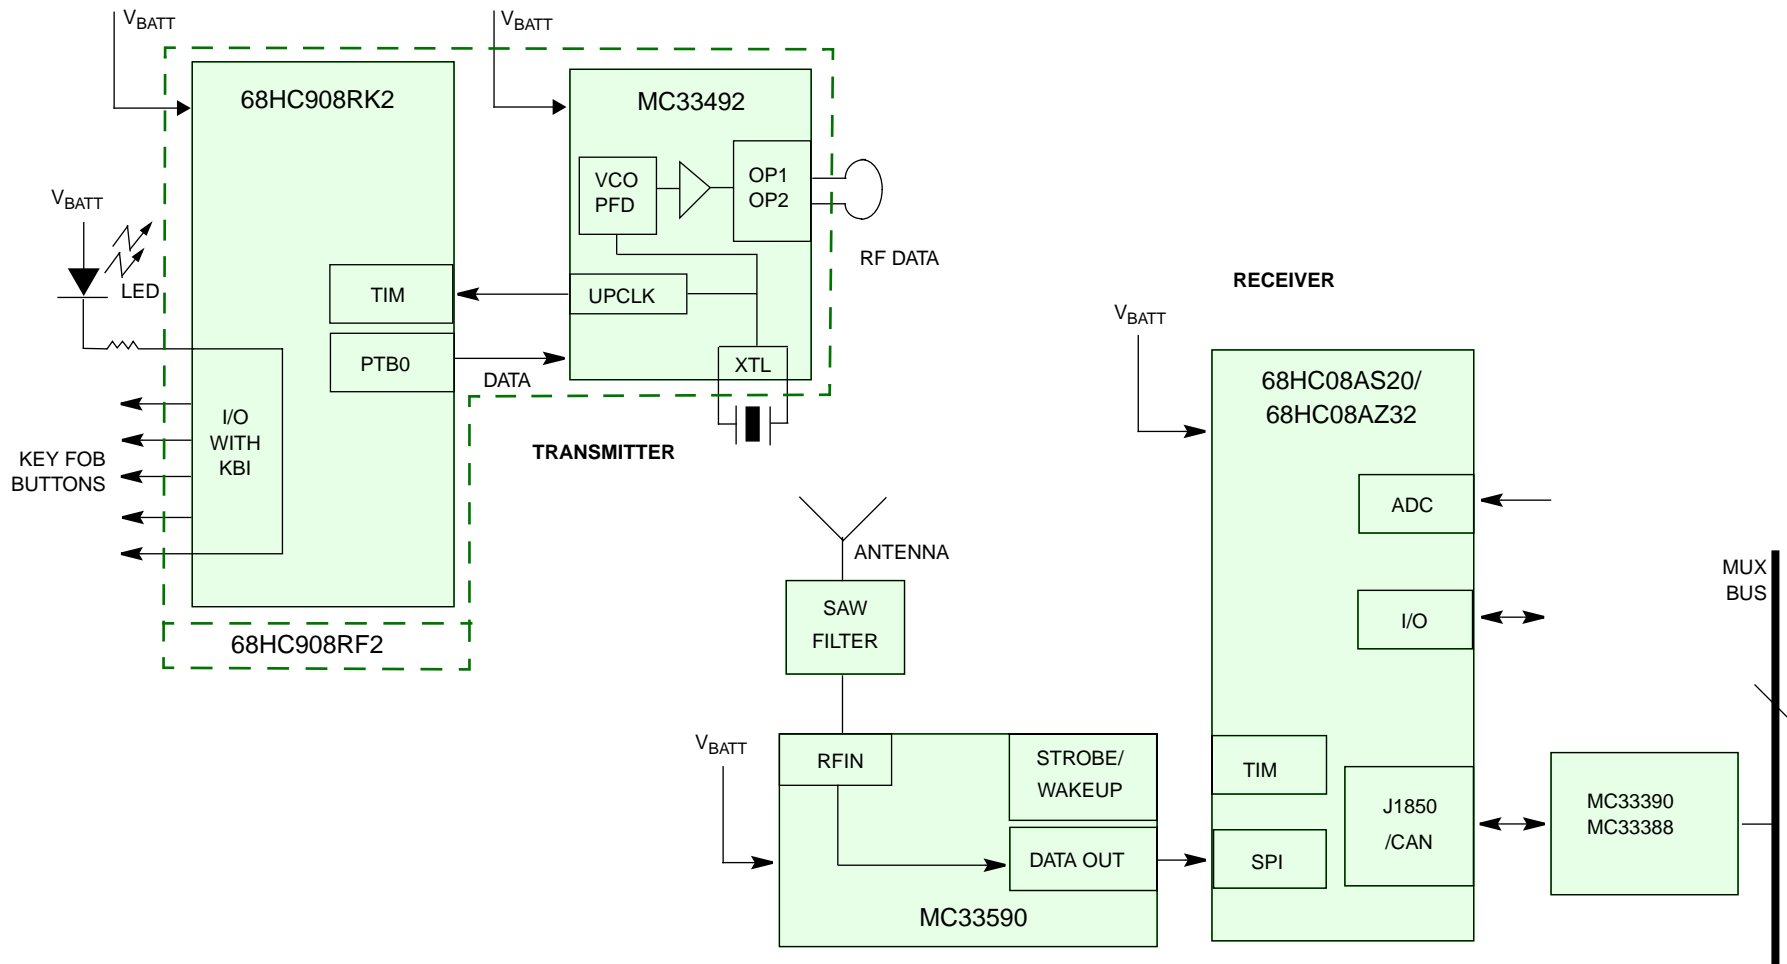 VBATT
VBATT
68HC908RK2
MC33492
VCO
PFD
OP1
OP2
VBATT
LED
RF DATA
TIM
UPCLK
PTB0
DATA
XTL
I/O
WITH
KBI
KEY FOB
BUTTONS
TRANSMITTER
68HC908RF2
RECEIVER
VBATT
68HC08AS20/
68HC08AZ32
ADC
I/O
MUX
BUS
ANTENNA
SAW
FILTER
VBATT
RFIN
STROBE/
WAKEUP
DATA OUT
MC33590
TIM
SPI
J1850
/CAN
MC33390
MC33388